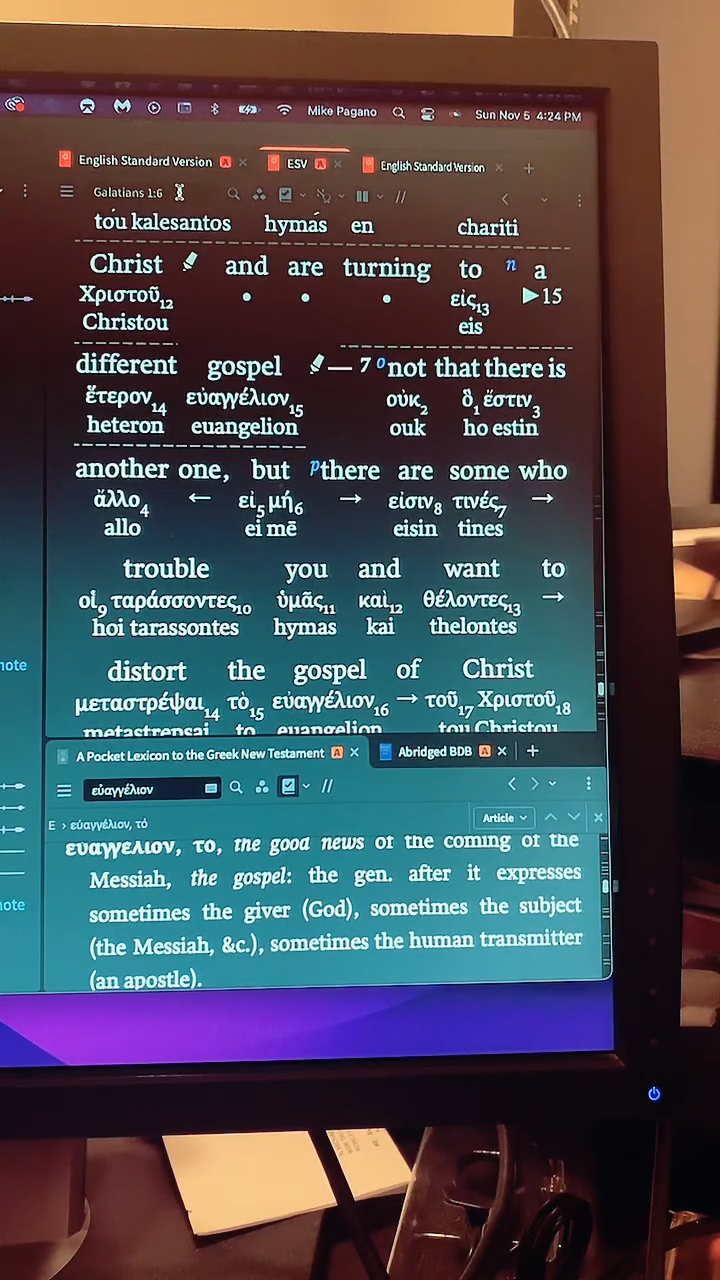 Mike Pagano Sun Nov 5 4:24 PM
English Standard Version A × ESV A × English Standard Version × +
Galatians 1:6
tou kalesantos hymas en chariti
Christ and are turning to n a
Χριστοῦ12 • • • εἰς13 ▶15
Christou eis
different gospel — 7 o not that there is
ἕτερον14 εὐαγγέλιον15 οὐκ2 ὃ1 ἔστιν3
heteron euangelion ouk ho estin
another one, but p there are some who
ἄλλο4 ← εἰ5 μή6 → εἰσιν8 τινές7 →
allo ei mē eisin tines
trouble you and want to
οἱ9 ταράσσοντες10 ὑμᾶς11 καὶ12 θέλοντες13 →
hoi tarassontes hymas kai thelontes
distort the gospel of Christ
μεταστρέψαι14 τὸ15 εὐαγγέλιον16 → τοῦ17 Χριστοῦ18
metastrepsai to euangelion tou Christou
note
A Pocket Lexicon to the Greek New Testament A × Abridged BDB A × +
εὐαγγέλιον
E › εὐαγγέλιον, τό Article
εὐαγγέλιον, το, the good news of the coming of the
Messiah, the gospel: the gen. after it expresses
sometimes the giver (God), sometimes the subject
(the Messiah, &c.), sometimes the human transmitter
(an apostle).
note